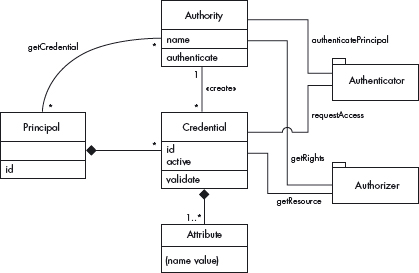 Authority
name
authenticate
getCredential
*
*
1
«create»
*
authenticatePrincipal
Authenticator
requestAccess
Principal
id
*
Credential
id
active
validate
getRights
getResource
Authorizer
1..*
Attribute
(name value)